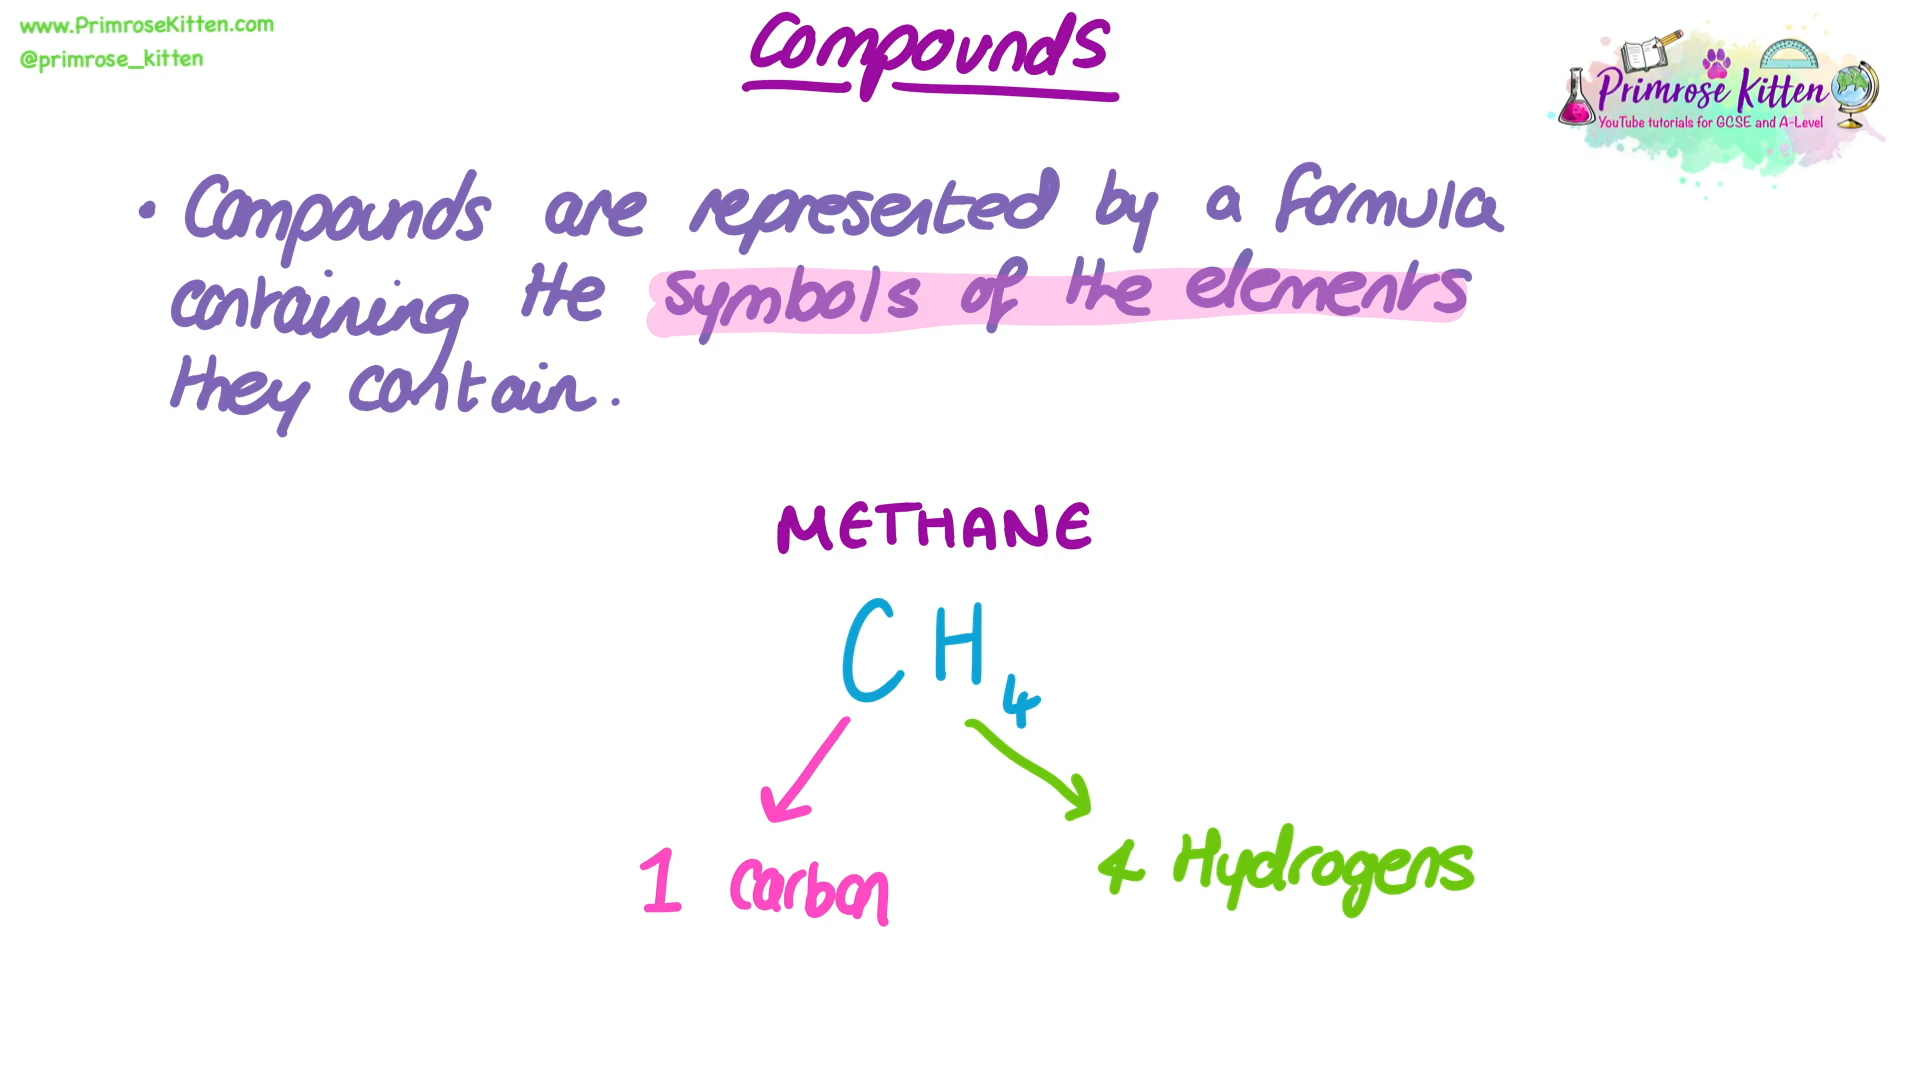 www.PrimroseKitten.com
@primrose_kitten
Compounds
Primrose Kitten
YouTube tutorials for GCSE and A-Level
• Compounds are represented by a formula
containing the symbols of the elements
they contain.
METHANE
CH₄
1 Carbon
4 Hydrogens